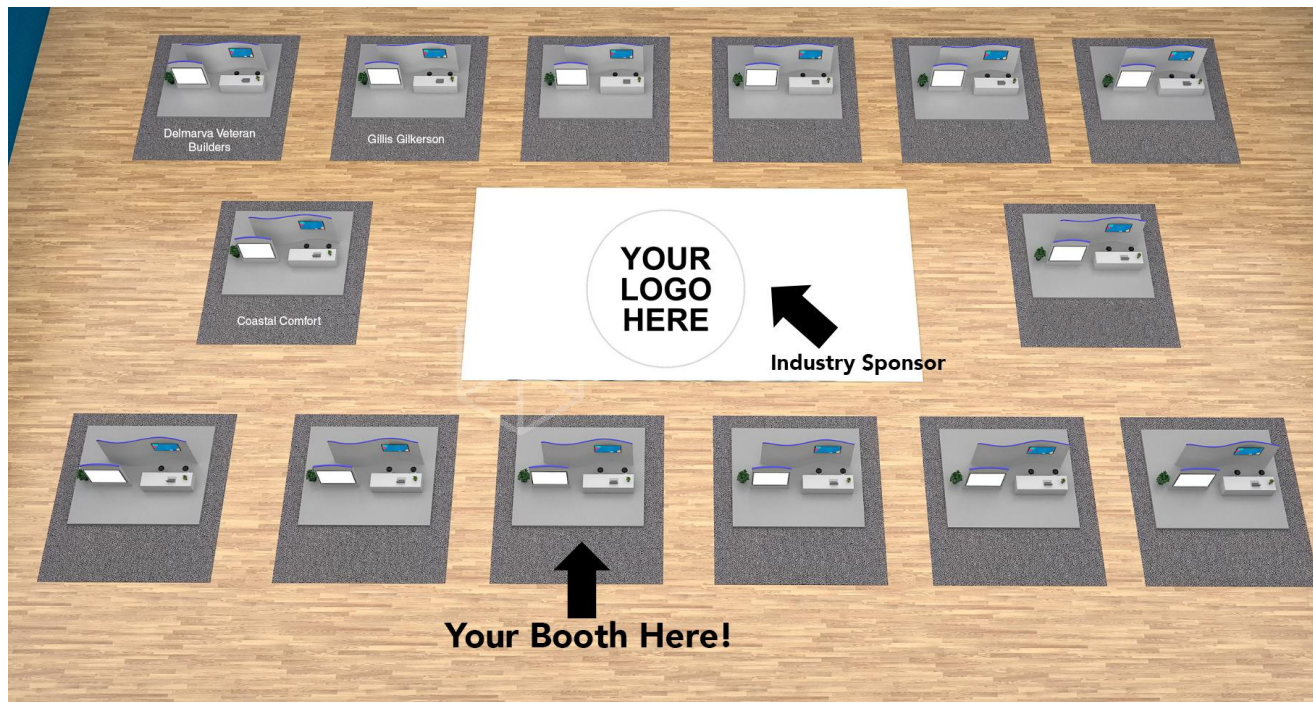 Delmarva Veteran
Builders
Gillis Gilkerson
Coastal Comfort
YOUR
LOGO
HERE
Industry Sponsor
Your Booth Here!